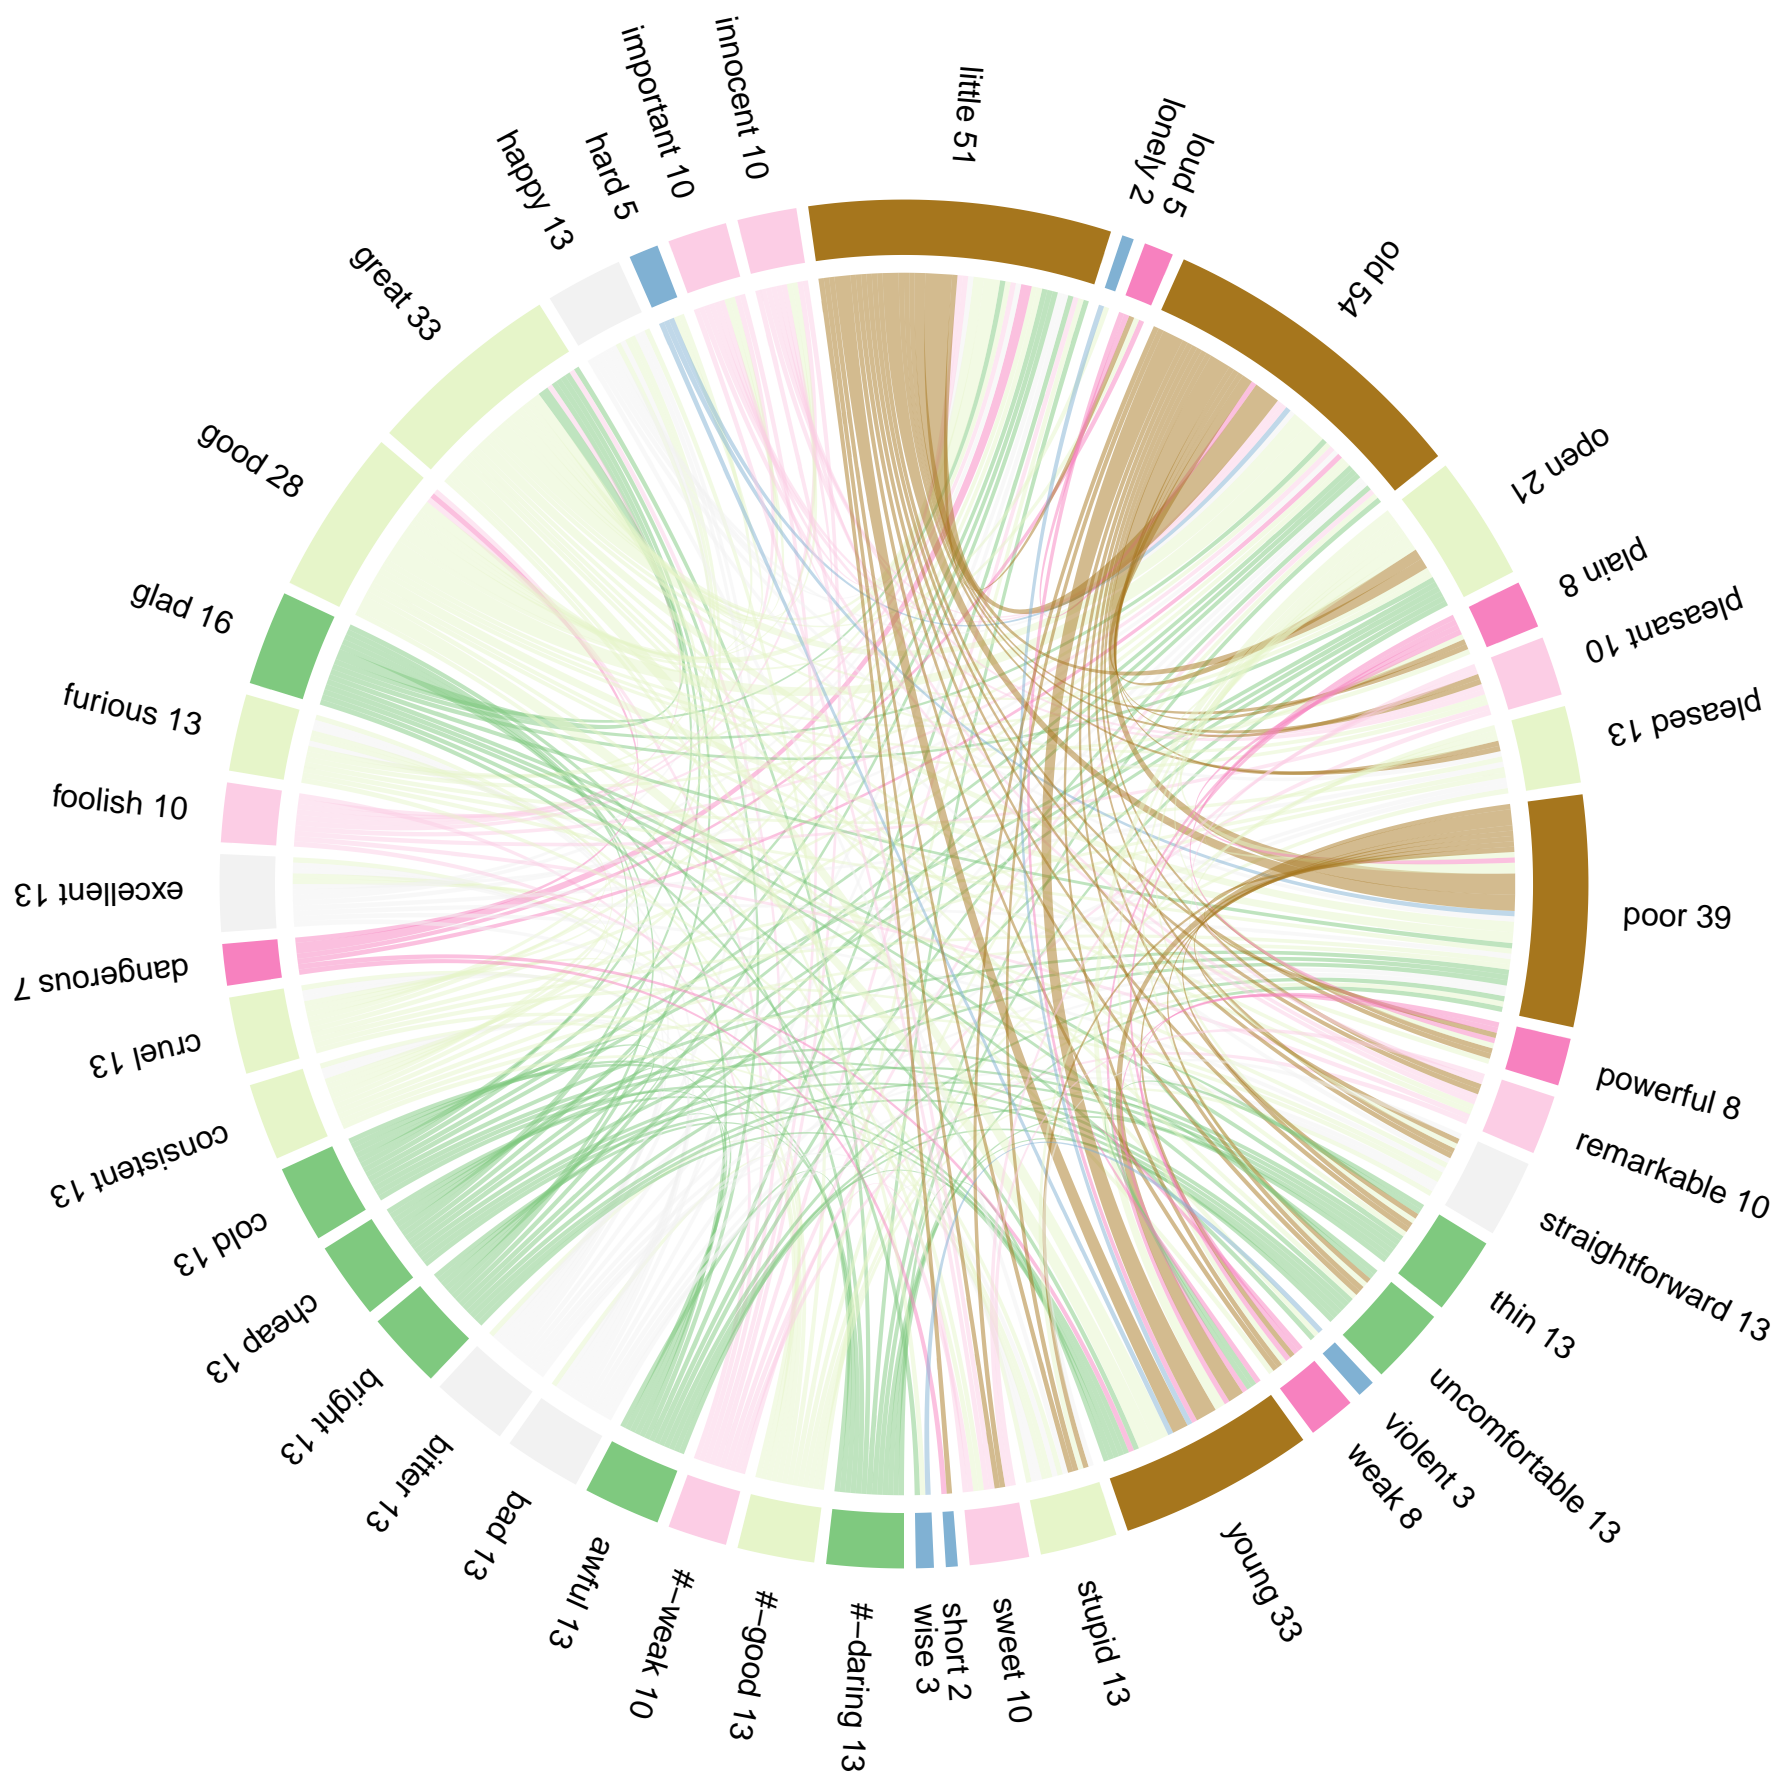 little 51
lonely 2
loud 5
old 54
open 21
plain 8
pleasant 10
pleased 13
poor 39
powerful 8
remarkable 10
straightforward 13
thin 13
uncomfortable 13
violent 3
weak 8
young 33
stupid 13
sweet 10
short 2
wise 3
#−daring 13
#−good 13
#−weak 10
awful 13
bad 13
bitter 13
bright 13
cheap 13
cold 13
consistent 13
cruel 13
dangerous 7
excellent 13
foolish 10
furious 13
glad 16
good 28
great 33
happy 13
hard 5
important 10
innocent 10